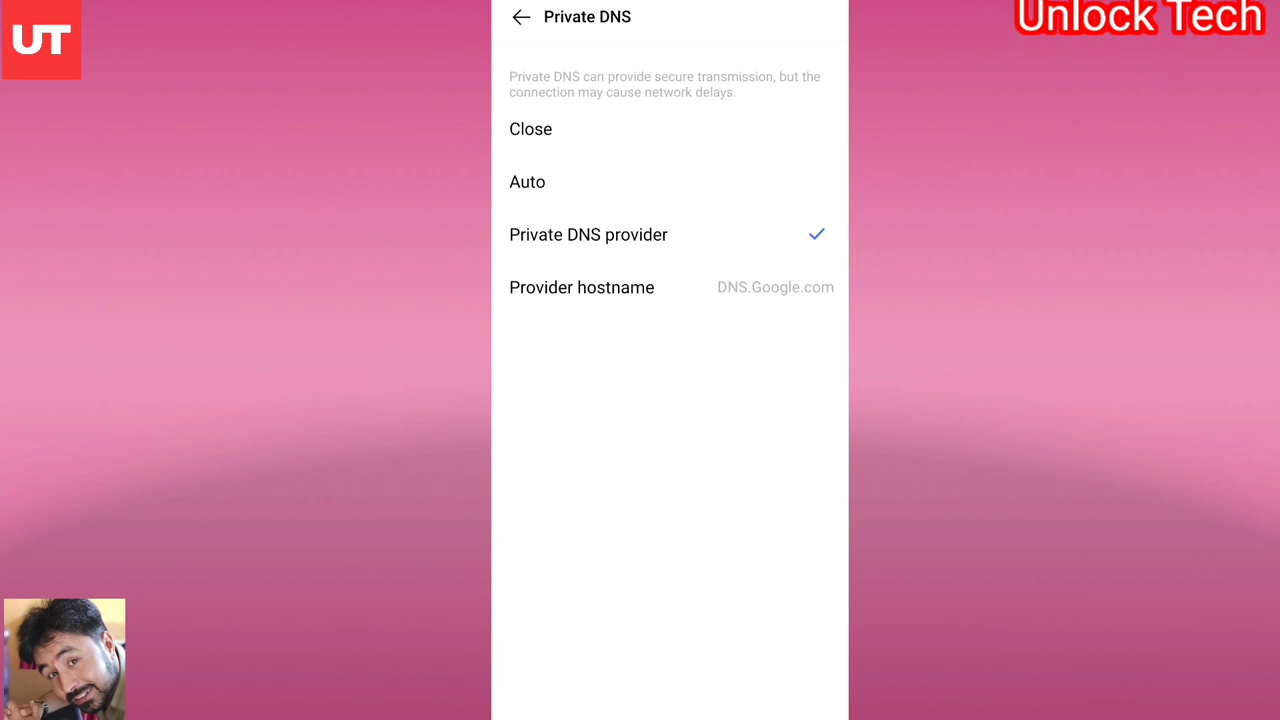 UT
Unlock Tech
Private DNS
Private DNS can provide secure transmission, but the
connection may cause network delays.
Close
Auto
Private DNS provider
Provider hostname DNS.Google.com